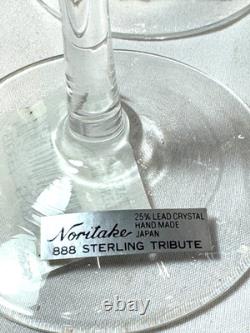 Noritake
25% LEAD CRYSTAL
HAND MADE
JAPAN
888 STERLING TRIBUTE